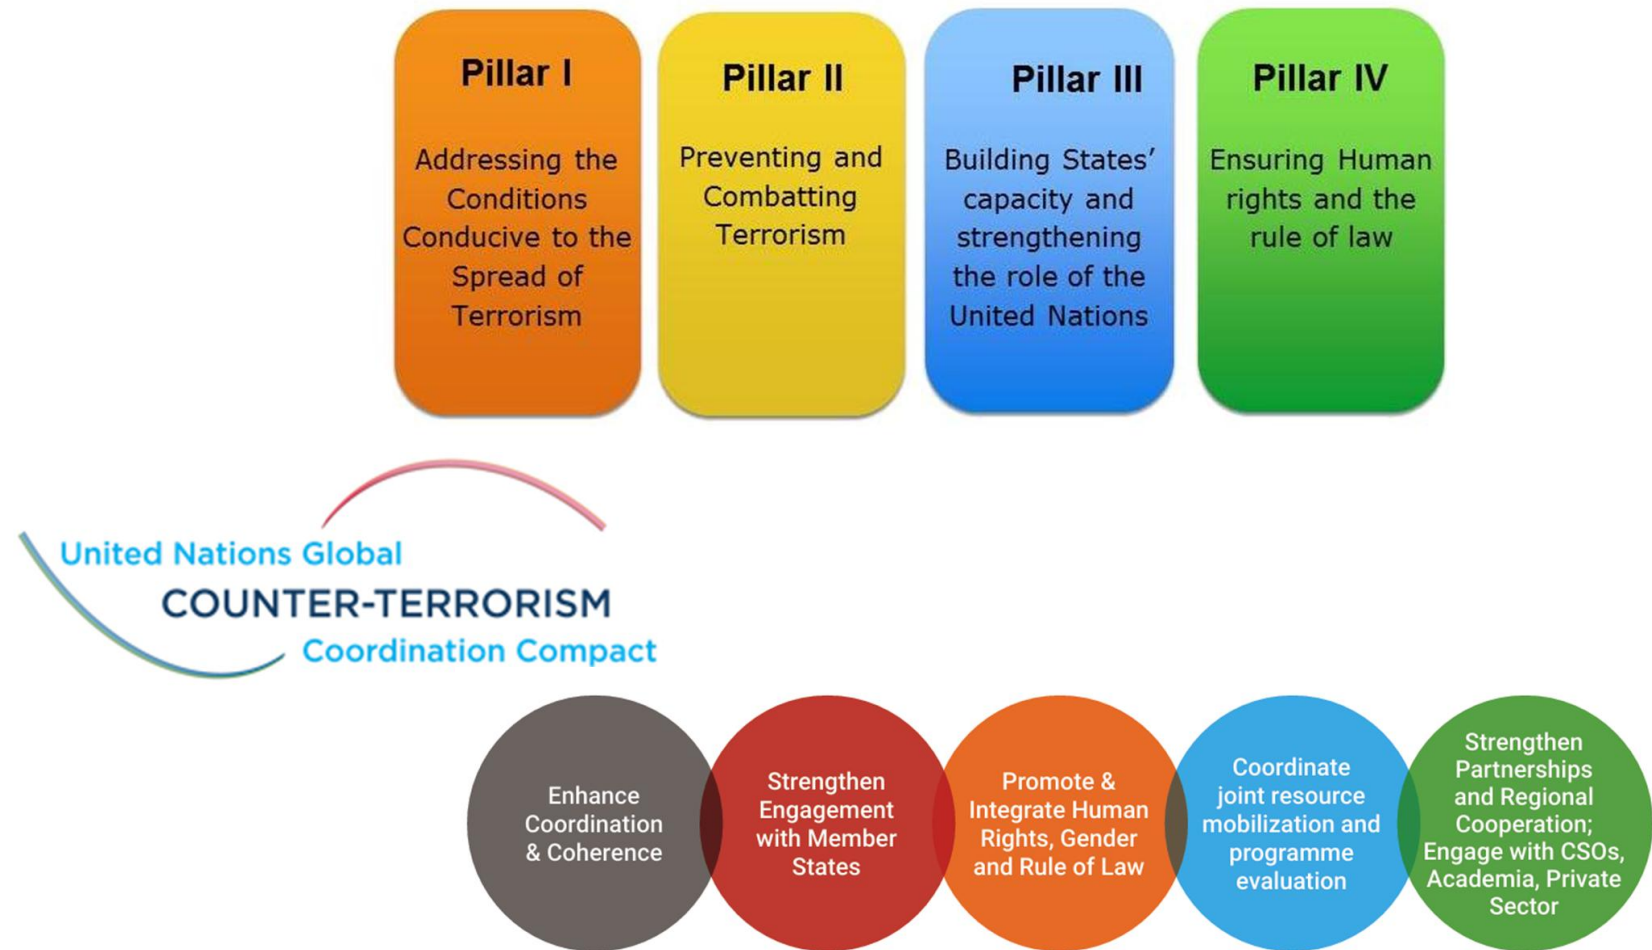 Pillar I
Addressing the
Conditions
Conducive to the
Spread of
Terrorism
Pillar II
Preventing and
Combatting
Terrorism
Pillar III
Building States’
capacity and
strengthening
the role of the
United Nations
Pillar IV
Ensuring Human
rights and the
rule of law
United Nations Global
COUNTER-TERRORISM
Coordination Compact
Enhance
Coordination
& Coherence
Strengthen
Engagement
with Member
States
Promote &
Integrate Human
Rights, Gender
and Rule of Law
Coordinate
joint resource
mobilization and
programme
evaluation
Strengthen
Partnerships
and Regional
Cooperation;
Engage with CSOs,
Academia, Private
Sector